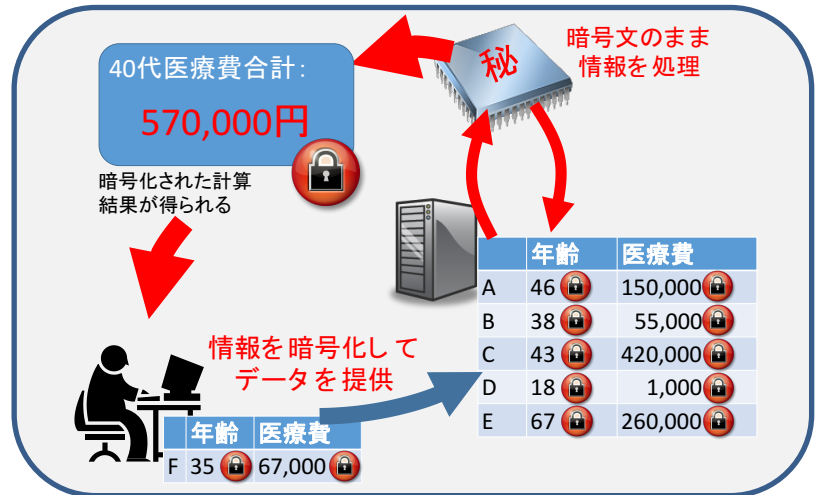 40代医療費合計:
570,000円
暗号化された計算
結果が得られる
秘
暗号文のまま
情報を処理
年齢 医療費
A 46 150,000
B 38 55,000
C 43 420,000
D 18 1,000
E 67 260,000
情報を暗号化して
データを提供
年齢 医療費
F 35 67,000